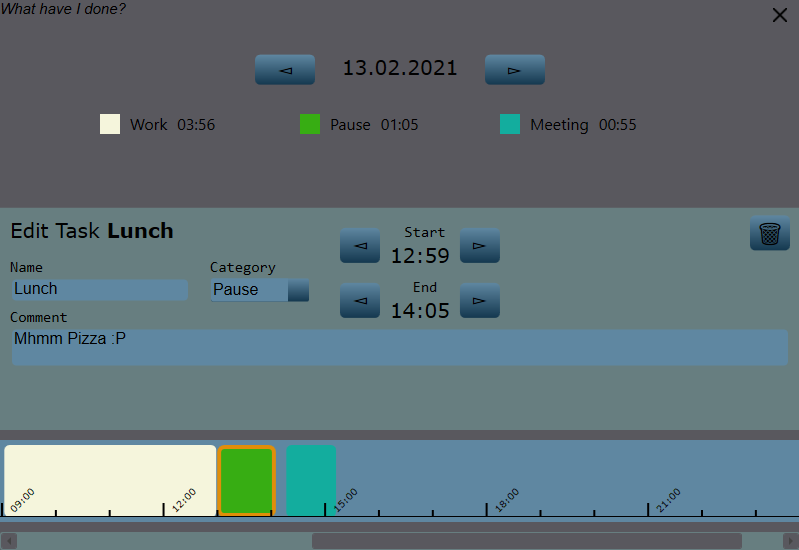 What have I done?
13.02.2021
Work 03:56 Pause 01:05 Meeting 00:55
Edit Task Lunch
Start
12:59
Name Category
Lunch Pause
End
14:05
Comment
Mhmm Pizza :P
09:00 12:00 15:00 18:00 21:00